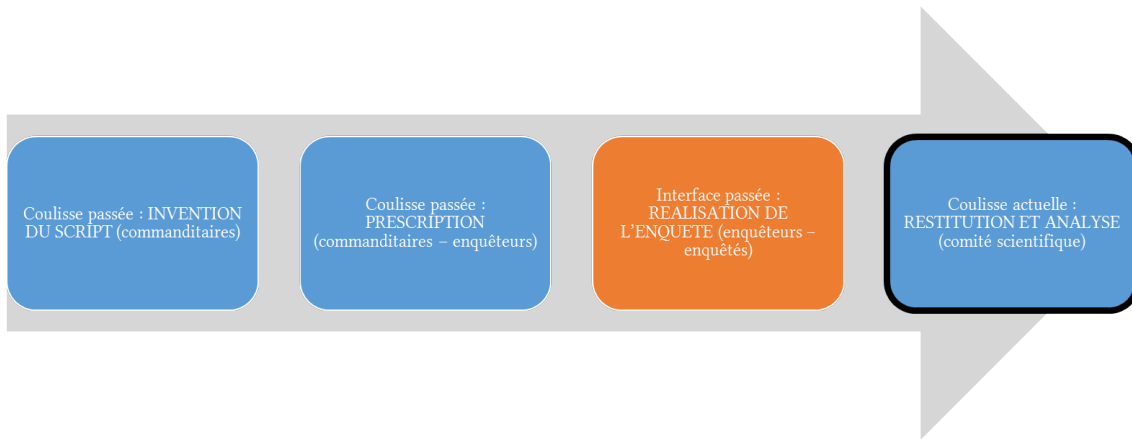 Coulisse passée : INVENTION
DU SCRIPT (commanditaires)
Coulisse passée :
PRESCRIPTION
(commanditaires – enquêteurs)
Interface passée :
REALISATION DE
L'ENQUETE (enquêteurs –
enquêtés)
Coulisse actuelle :
RESTITUTION ET ANALYSE
(comité scientifique)